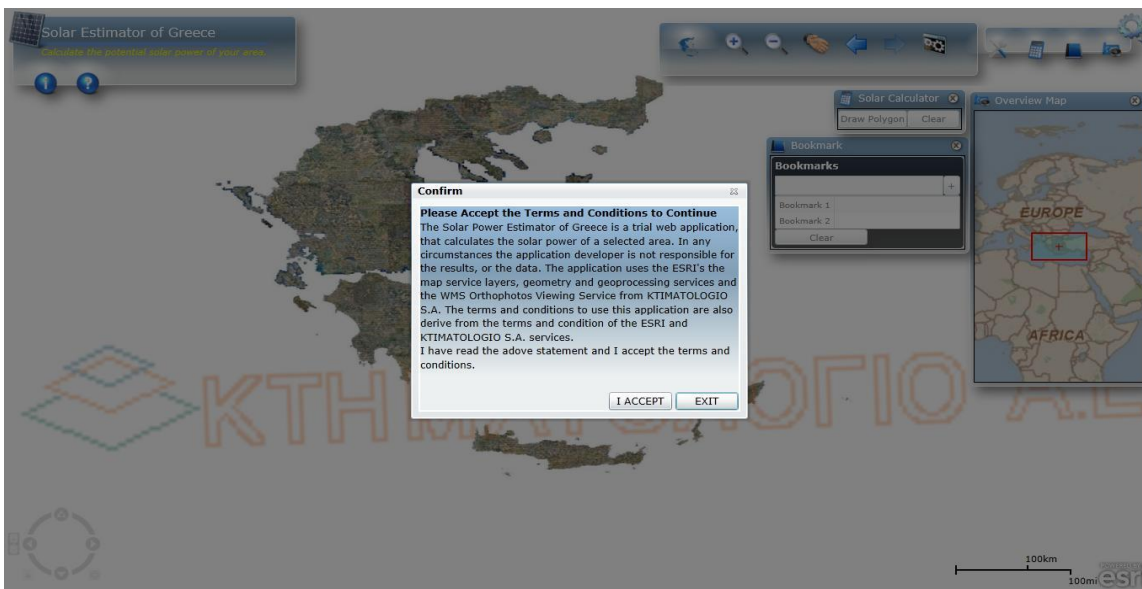 Solar Estimator of Greece
Calculate the potential solar power of your area.
Solar Calculator
Draw Polygon Clear
Overview Map
Bookmark
Bookmarks
+
Bookmark 1
Bookmark 2
Clear
EUROPE
AFRICA
Confirm
Please Accept the Terms and Conditions to Continue
The Solar Power Estimator of Greece is a trial web application,
that calculates the solar power of a selected area. In any
circumstances the application developer is not responsible for
the results, or the data. The application uses the ESRI's the
map service layers, geometry and geoprocessing services and
the WMS Orthophotos Viewing Service from KTIMATOLOGIO
S.A. The terms and conditions to use this application are also
derive from the terms and condition of the ESRI and
KTIMATOLOGIO S.A. services.
I have read the adove statement and I accept the terms and
conditions.
I ACCEPT EXIT
100km
100mi
esri